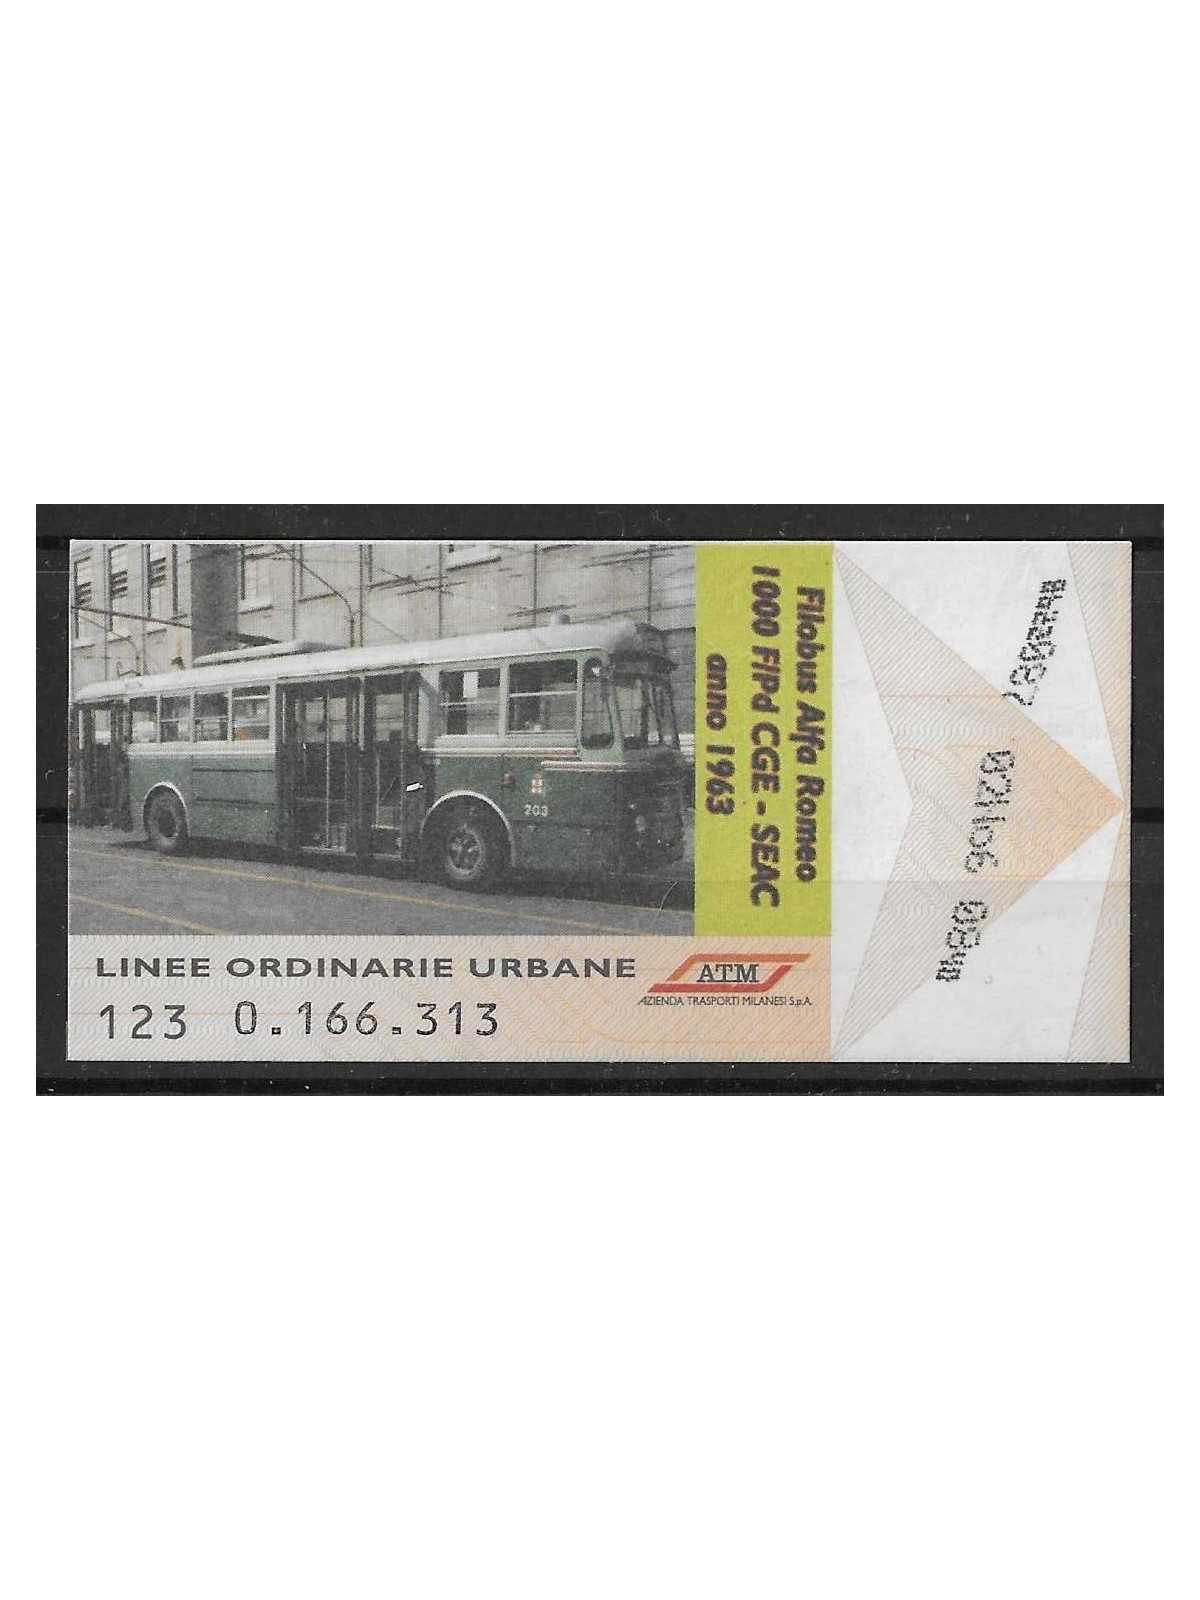 Filobus Alfa Romeo
1000 FIPd CGE - SEAC
anno 1963
203
LINEE ORDINARIE URBANE
123 0.166.313
ATM
AZIENDA TRASPORTI MILANESI S.p.A.